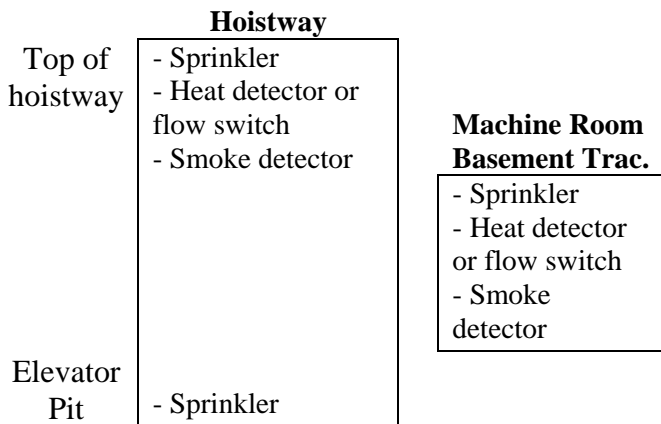 Hoistway
Top of
hoistway
- Sprinkler
- Heat detector or
flow switch
- Smoke detector
Machine Room
Basement Trac.
- Sprinkler
- Heat detector
or flow switch
- Smoke
detector
Elevator
Pit
- Sprinkler